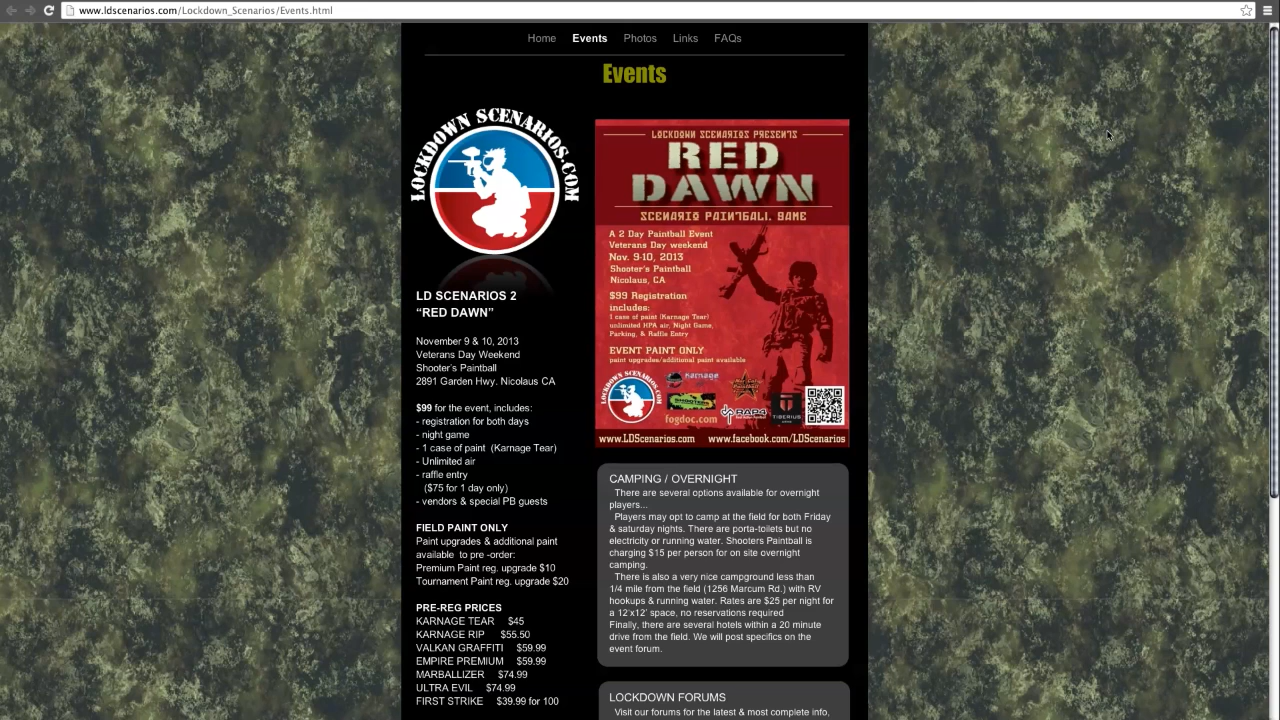 www.ldscenarios.com/Lockdown_Scenarios/Events.html
Home Events Photos Links FAQs
Events
LOCKDOWN SCENARIOS.COM
LD SCENARIOS 2
“RED DAWN”
November 9 & 10, 2013
Veterans Day Weekend
Shooter’s Paintball
2891 Garden Hwy. Nicolaus CA
$99 for the event, includes:
- registration for both days
- night game
- 1 case of paint (Karnage Tear)
- Unlimited air
- raffle entry
($75 for 1 day only)
- vendors & special PB guests
FIELD PAINT ONLY
Paint upgrades & additional paint
available to pre -order:
Premium Paint reg. upgrade $10
Tournament Paint reg. upgrade $20
PRE-REG PRICES
KARNAGE TEAR $45
KARNAGE RIP $55.50
VALKAN GRAFFITI $59.99
EMPIRE PREMIUM $59.99
MARBALLIZER $74.99
ULTRA EVIL $74.99
FIRST STRIKE $39.99 for 100
LOCKDOWN SCENARIOS PRESENTS
RED
DAWN
SCENARIO PAINTBALL GAME
A 2 Day Paintball Event
Veterans Day weekend
Nov. 9-10, 2013
Shooter's Paintball
Nicolaus, CA
$99 Registration
includes:
1 case of paint (Karnage Tear)
unlimited HPA air, Night Game,
Parking, & Raffle Entry
EVENT PAINT ONLY
paint upgrades/additional paint available
LOCKDOWN SCENARIOS.COM
Karnage
SHOOTERS
fogdoc.com
RAP4
TIBERIUS
www.LDScenarios.com www.facebook.com/LDScenarios
CAMPING / OVERNIGHT
There are several options available for overnight
players...
Players may opt to camp at the field for both Friday
& saturday nights. There are porta-toilets but no
electricity or running water. Shooters Paintball is
charging $15 per person for on site overnight
camping.
There is also a very nice campground less than
1/4 mile from the field (1256 Marcum Rd.) with RV
hookups & running water. Rates are $25 per night for
a 12’x12’ space, no reservations required
Finally, there are several hotels within a 20 minute
drive from the field. We will post specifics on the
event forum.
LOCKDOWN FORUMS
Visit our forums for the latest & most complete info,